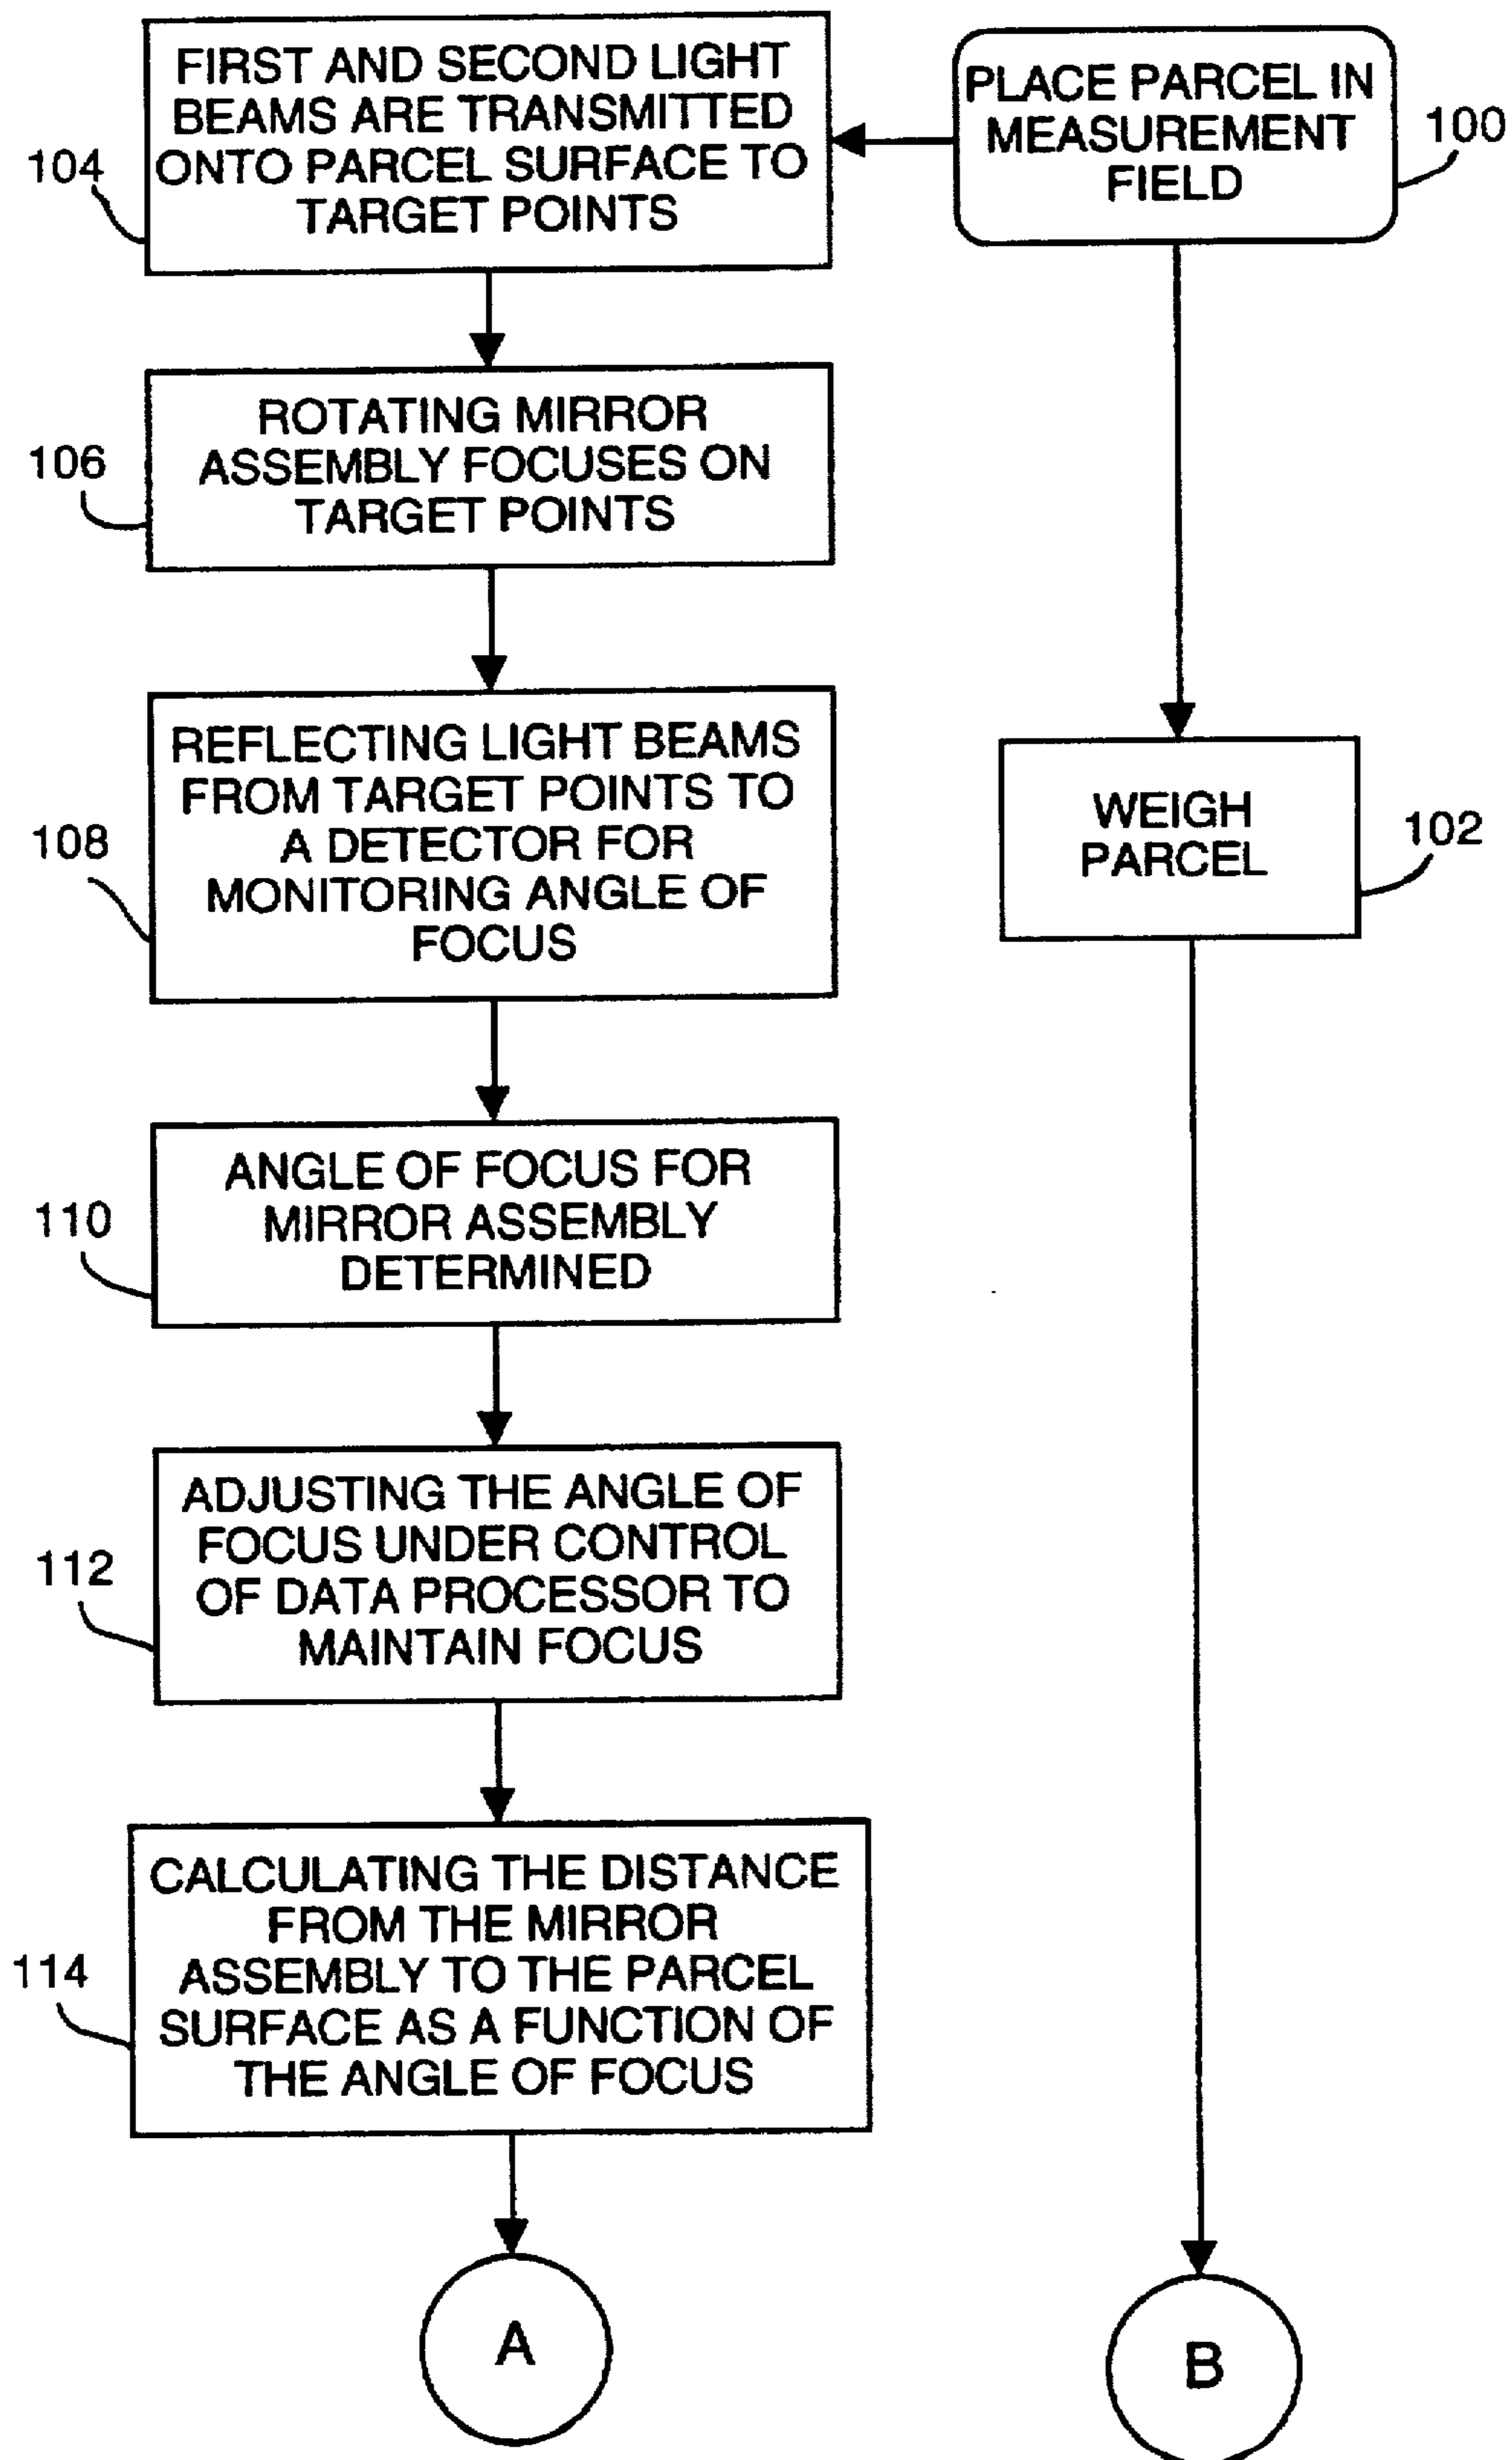 PLACE PARCEL IN
MEASUREMENT
FIELD
100
FIRST AND SECOND LIGHT
BEAMS ARE TRANSMITTED
ONTO PARCEL SURFACE TO
TARGET POINTS
104
ROTATING MIRROR
ASSEMBLY FOCUSES ON
TARGET POINTS
106
REFLECTING LIGHT BEAMS
FROM TARGET POINTS TO
A DETECTOR FOR
MONITORING ANGLE OF
FOCUS
108
WEIGH
PARCEL
102
ANGLE OF FOCUS FOR
MIRROR ASSEMBLY
DETERMINED
110
ADJUSTING THE ANGLE OF
FOCUS UNDER CONTROL
OF DATA PROCESSOR TO
MAINTAIN FOCUS
112
CALCULATING THE DISTANCE
FROM THE MIRROR
ASSEMBLY TO THE PARCEL
SURFACE AS A FUNCTION OF
THE ANGLE OF FOCUS
114
A
B